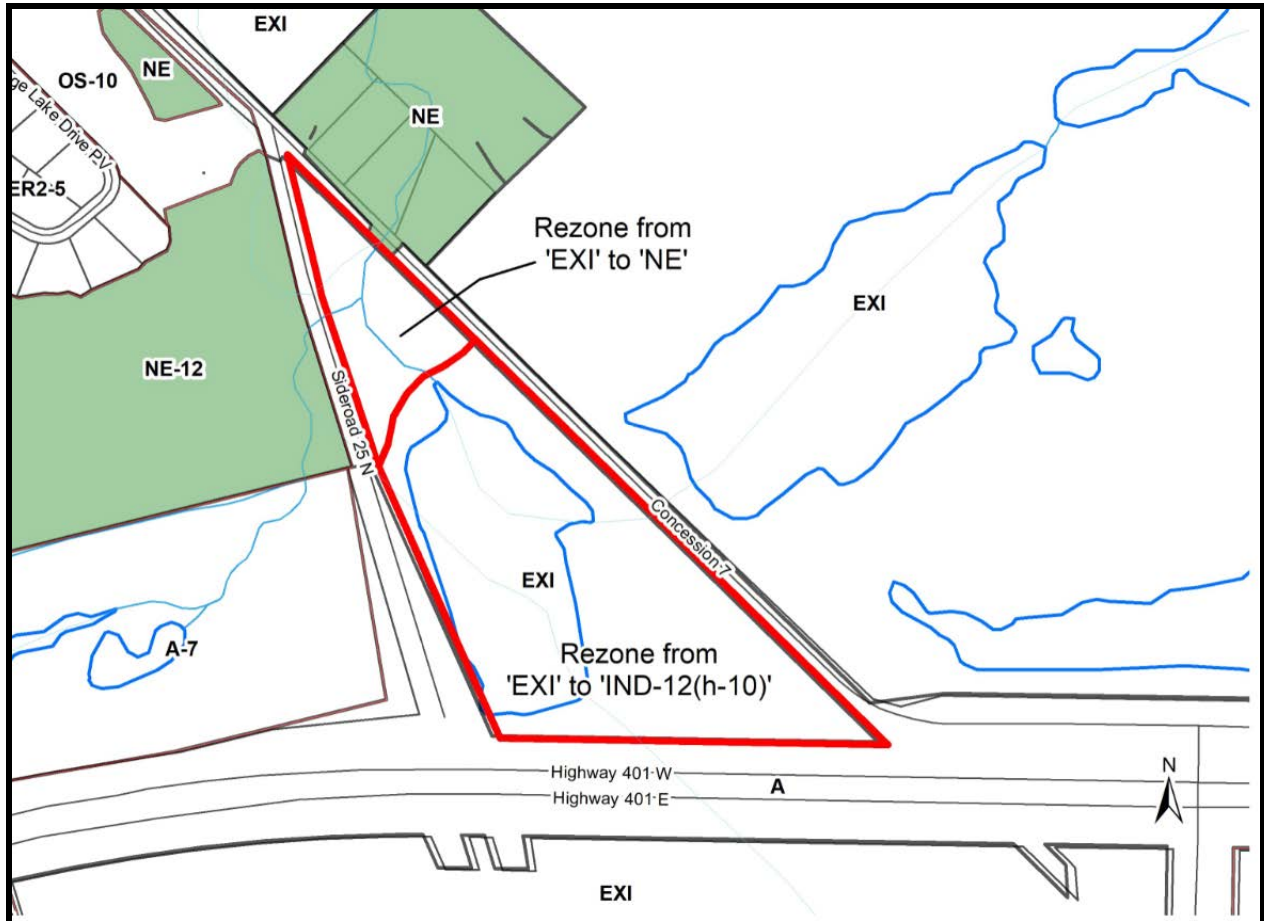 EXI
NE
OS-10
ge Lake Drive PV
NE
ER2-5
Rezone from
'EXI' to 'NE'
EXI
NE-12
Sideroad 25 N
Concession 7
EXI
A-7
Rezone from
'EXI' to 'IND-12(h-10)'
N
Highway 401 W
A
Highway 401 E
EXI